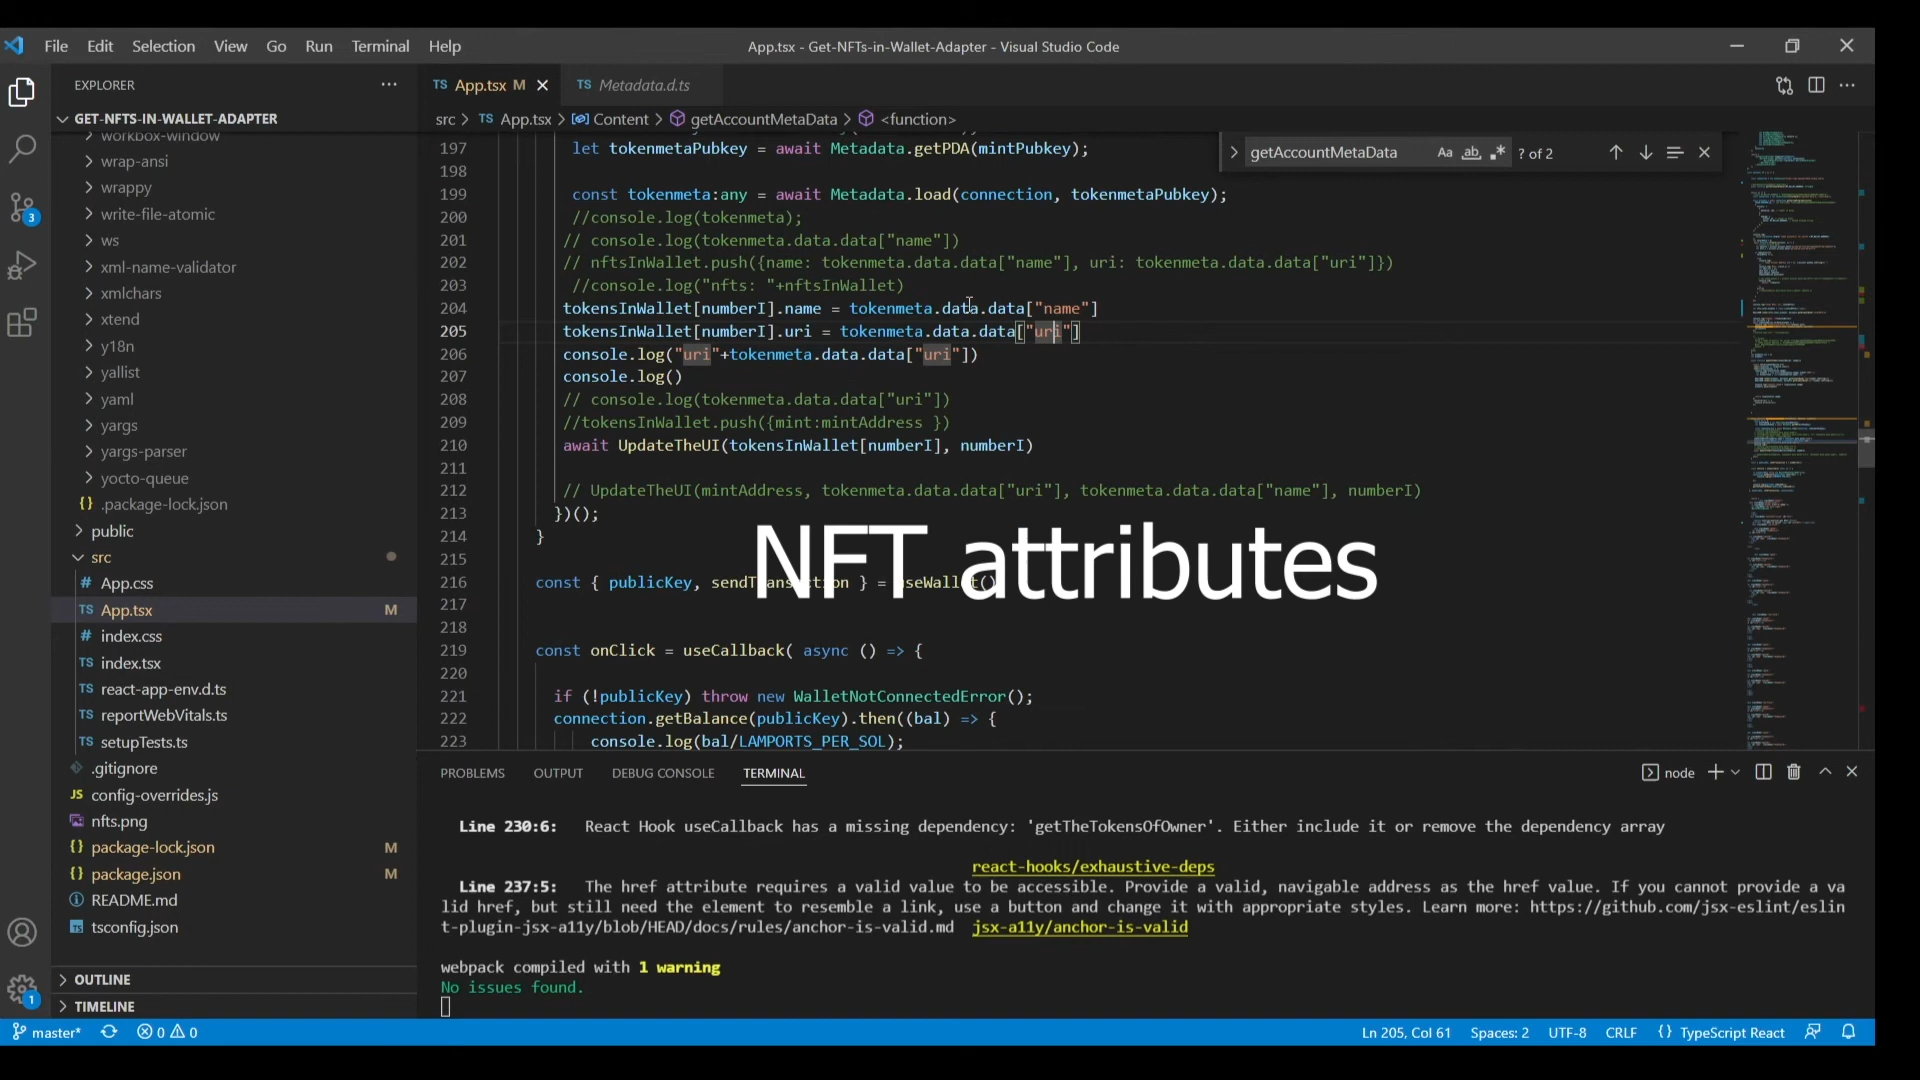 File Edit Selection View Go Run Terminal Help
App.tsx - Get-NFTs-in-Wallet-Adapter - Visual Studio Code
EXPLORER
GET-NFTS-IN-WALLET-ADAPTER
workbox-window
wrap-ansi
wrappy
write-file-atomic
ws
xml-name-validator
xmlchars
xtend
y18n
yallist
yaml
yargs
yargs-parser
yocto-queue
{} .package-lock.json
public
src
# App.css
TS App.tsx M
# index.css
TS index.tsx
TS react-app-env.d.ts
TS reportWebVitals.ts
TS setupTests.ts
.gitignore
JS config-overrides.js
nfts.png
{} package-lock.json M
{} package.json M
README.md
tsconfig.json
OUTLINE
TIMELINE
3
1
TS App.tsx M
TS Metadata.d.ts
src > TS App.tsx > Content > getAccountMetaData > <function>
getAccountMetaData Aa ab ? of 2
197 let tokenmetaPubkey = await Metadata.getPDA(mintPubkey);
198
199 const tokenmeta:any = await Metadata.load(connection, tokenmetaPubkey);
200 //console.log(tokenmeta);
201 // console.log(tokenmeta.data.data["name"])
202 // nftsInWallet.push({name: tokenmeta.data.data["name"], uri: tokenmeta.data.data["uri"]})
203 //console.log("nfts: "+nftsInWallet)
204 tokensInWallet[numberI].name = tokenmeta.data.data["name"]
205 tokensInWallet[numberI].uri = tokenmeta.data.data["uri"]
206 console.log("uri"+tokenmeta.data.data["uri"])
207 console.log()
208 // console.log(tokenmeta.data.data["uri"])
209 //tokensInWallet.push({mint:mintAddress })
210 await UpdateTheUI(tokensInWallet[numberI], numberI)
211
212 // UpdateTheUI(mintAddress, tokenmeta.data.data["uri"], tokenmeta.data.data["name"], numberI)
213 })();
214 }
215
NFT attributes
216 const { publicKey, sendTransaction } = useWallet()
217
218
219 const onClick = useCallback( async () => {
220
221 if (!publicKey) throw new WalletNotConnectedError();
222 connection.getBalance(publicKey).then((bal) => {
223 console.log(bal/LAMPORTS_PER_SOL);
PROBLEMS OUTPUT DEBUG CONSOLE TERMINAL
node
Line 230:6: React Hook useCallback has a missing dependency: 'getTheTokensOfOwner'. Either include it or remove the dependency array
react-hooks/exhaustive-deps
Line 237:5: The href attribute requires a valid value to be accessible. Provide a valid, navigable address as the href value. If you cannot provide a va
lid href, but still need the element to resemble a link, use a button and change it with appropriate styles. Learn more: https://github.com/jsx-eslint/eslin
t-plugin-jsx-a11y/blob/HEAD/docs/rules/anchor-is-valid.md jsx-a11y/anchor-is-valid
webpack compiled with 1 warning
No issues found.
master* 0 0
Ln 205, Col 61 Spaces: 2 UTF-8 CRLF {} TypeScript React